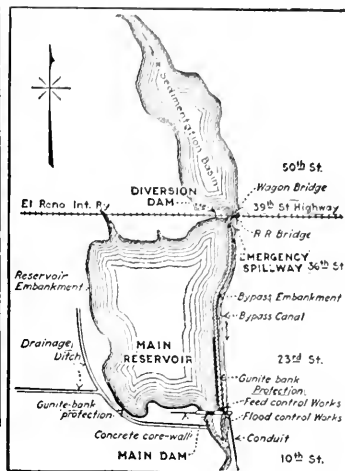 Sedimentation Basin
50th St.
Wagon Bridge
DIVERSION
DAM
39th St Highway
El Reno Int. Ry
R R Bridge
EMERGENCY
SPILLWAY 36th St
Reservoir
Embankment
Bypass Embankment
Bypass Canal
Drainage
Ditch
MAIN
RESERVOIR
23rd St.
Gunite bank
Protection
Feed control Works
Gunite-bank
protection
Flood control Works
Concrete core-wall
Conduit
MAIN DAM
10th St.